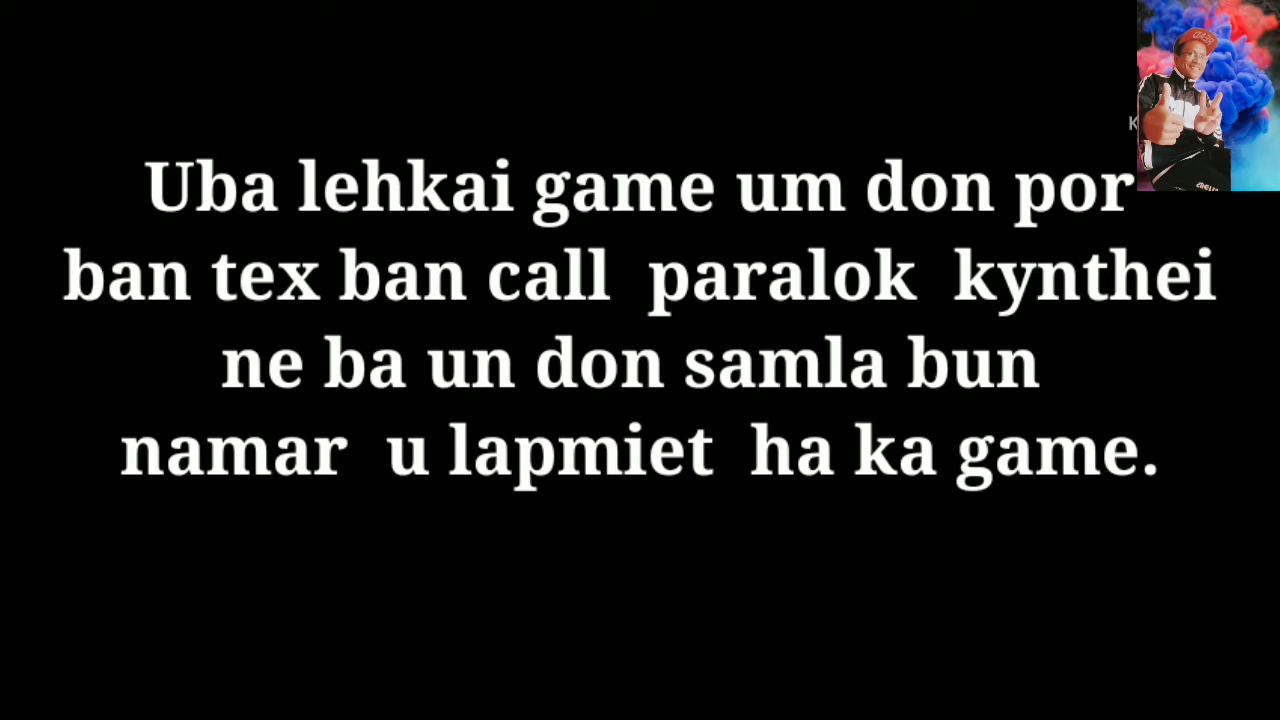 Uba lehkai game um don por
ban tex ban call paralok kynthei
ne ba un don samla bun
namar u lapmiet ha ka game.